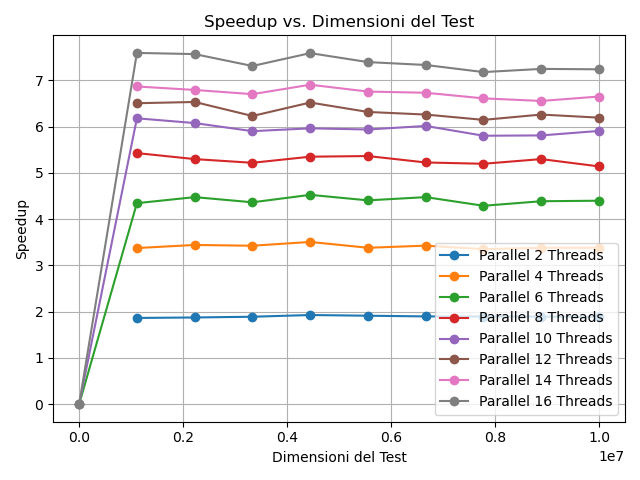 Speedup vs. Dimensioni del Test
Speedup
7
6
5
4
3
2
1
0
Parallel 2 Threads
Parallel 4 Threads
Parallel 6 Threads
Parallel 8 Threads
Parallel 10 Threads
Parallel 12 Threads
Parallel 14 Threads
Parallel 16 Threads
0.0 0.2 0.4 0.6 0.8 1.0
1e7
Dimensioni del Test